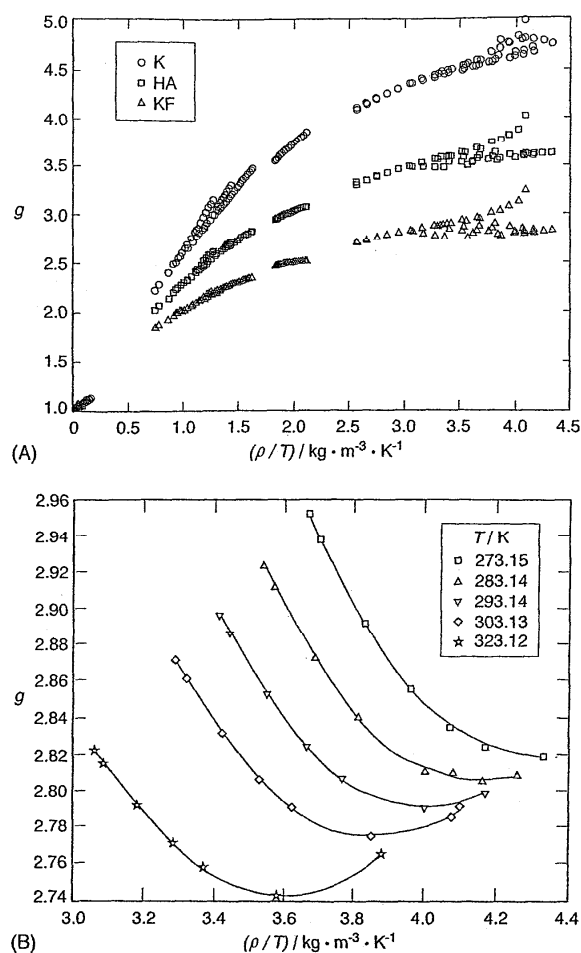 5.0
4.5
4.0
3.5
3.0
2.5
2.0
1.5
1.0
g
K
HA
KF
0 0.5 1.0 1.5 2.0 2.5 3.0 3.5 4.0 4.5
(A)
(ρ / T) / kg • m⁻³ • K⁻¹
2.96
2.94
2.92
2.90
2.88
2.86
2.84
2.82
2.80
2.78
2.76
2.74
g
T / K
273.15
283.14
293.14
303.13
323.12
3.0 3.2 3.4 3.6 3.8 4.0 4.2 4.4
(B)
(ρ / T) / kg • m⁻³ • K⁻¹